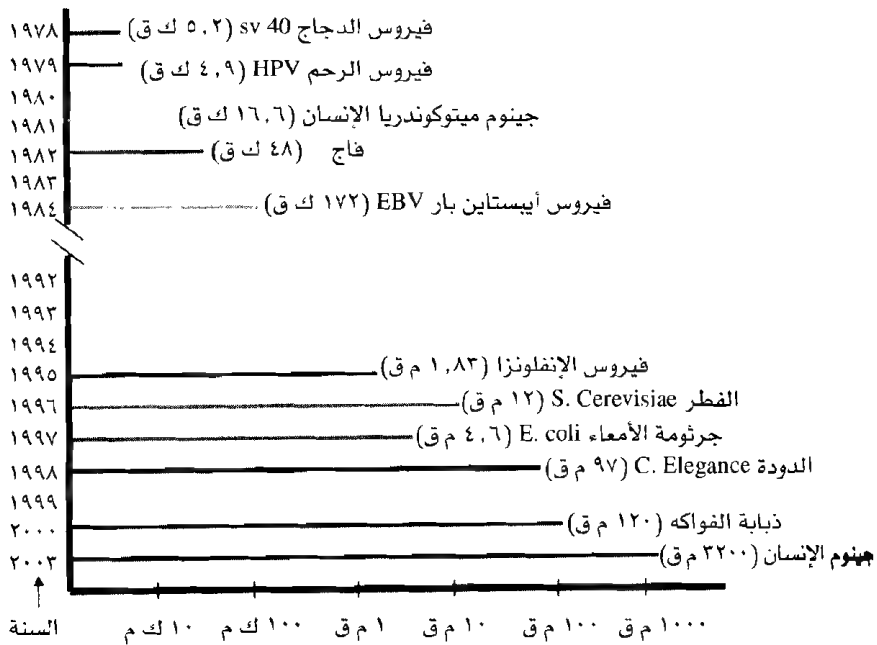 ١٩٧٨ فيروس الدجاج sv 40 (٥,٢ ك ق)
١٩٧٩ فيروس الرحم HPV (٤,٩ ك ق)
١٩٨٠
١٩٨١ جينوم ميتوكوندريا الإنسان (١٦,٦ ك ق)
١٩٨٢ فاج (٤٨ ك ق)
١٩٨٣
١٩٨٤ فيروس أيبستاين بار EBV (١٧٢ ك ق)
١٩٩٢
١٩٩٣
١٩٩٤
١٩٩٥ فيروس الإنفلونزا (١,٨٣ م ق)
١٩٩٦ الفطر S. Cerevisiae (١٢ م ق)
١٩٩٧ جرثومة الأمعاء E. coli (٤,٦ م ق)
١٩٩٨ الدودة C. Elegance (٩٧ م ق)
١٩٩٩
٢٠٠٠ ذبابة الفواكه (١٢٠ م ق)
٢٠٠٣ جينوم الإنسان (٣٢٠٠ م ق)
السنة ١٠ ك م ١٠٠ ك م ١ م ق ١٠ م ق ١٠٠ م ق ١٠٠٠ م ق